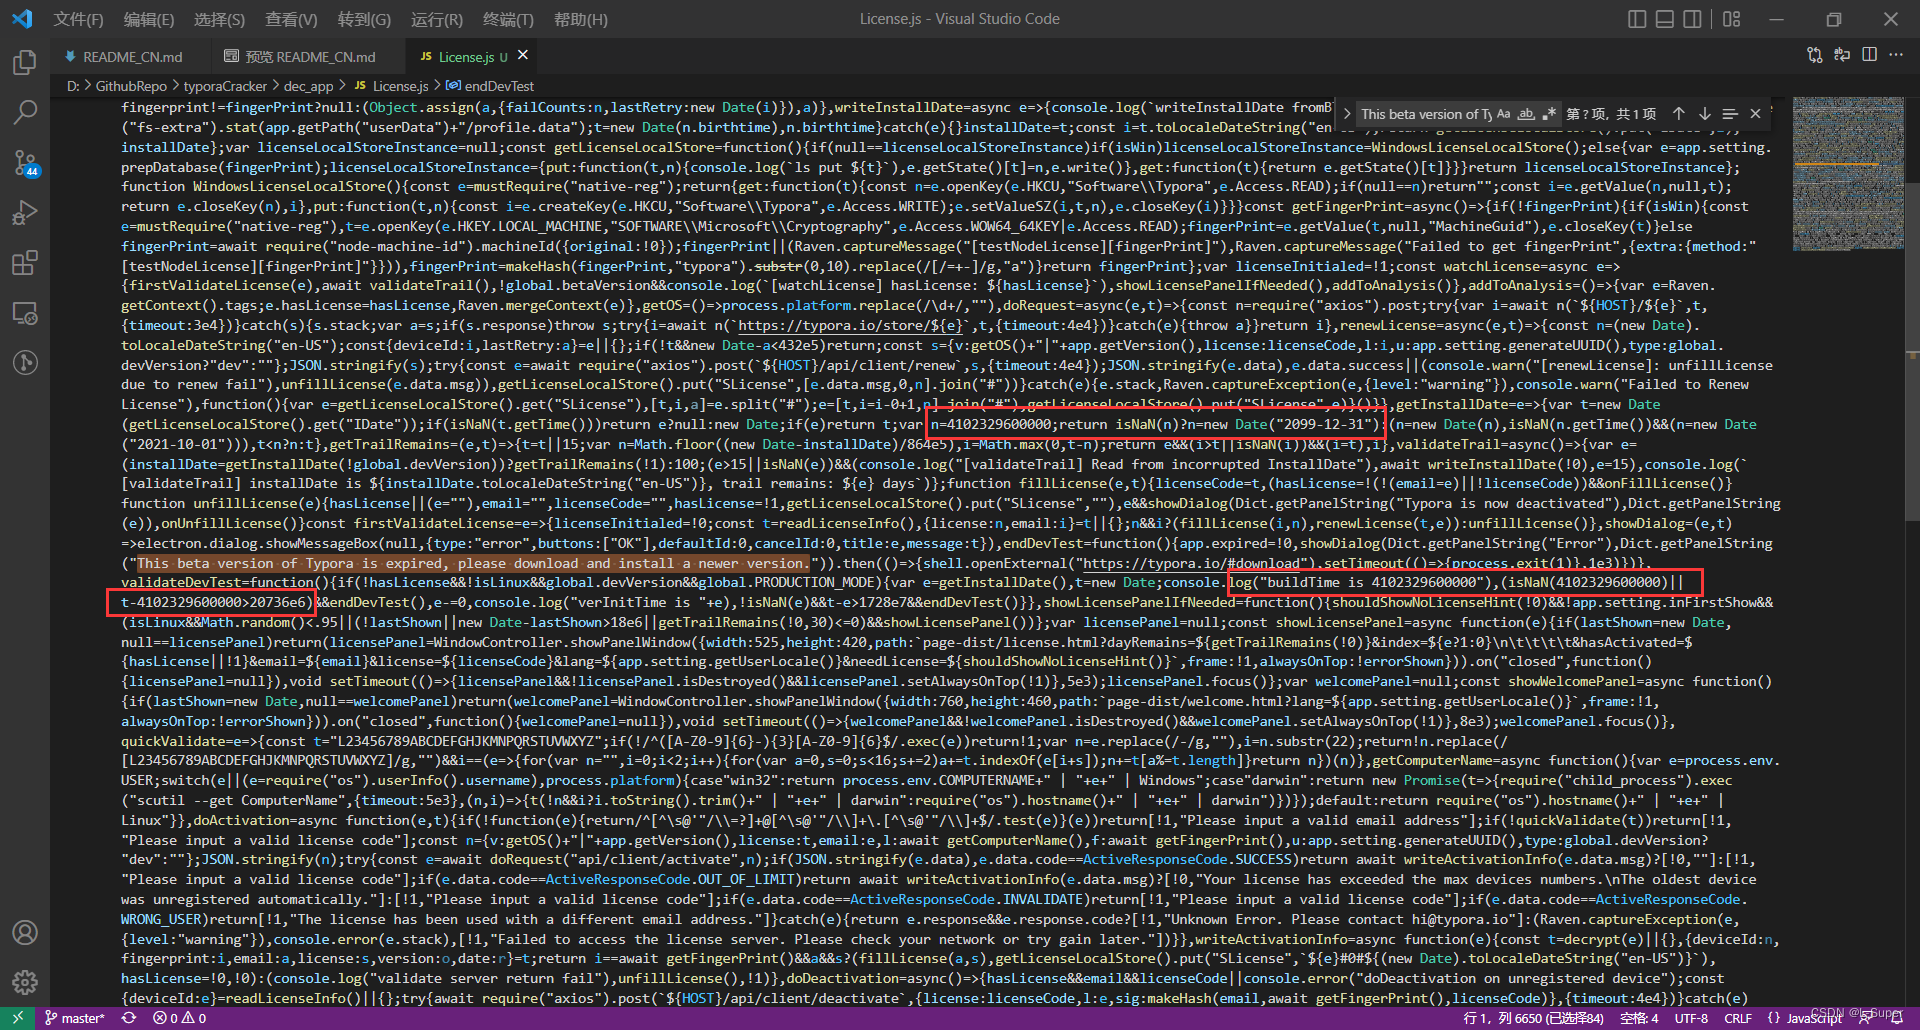 文件(F) 编辑(E) 选择(S) 查看(V) 转到(G) 运行(R) 终端(T) 帮助(H) License.js - Visual Studio Code
README_CN.md 预览 README_CN.md JS License.js U
D: > GithubRepo > typoraCracker > dec_app > JS License.js > endDevTest
This beta version of Ty Aa ab 第 ? 项, 共 1 项
fingerprint!=fingerPrint?null:(Object.assign(a,{failCounts:n,lastRetry:new Date(i)}),a)},writeInstallDate=async e=>{console.log(`writeInstallDate fromB
("fs-extra").stat(app.getPath("userData")+"/profile.data");t=new Date(n.birthtime),n.birthtime}catch(e){}installDate=t;const i=t.toLocaleDateString("en-
installDate};var licenseLocalStoreInstance=null;const getLicenseLocalStore=function(){if(null==licenseLocalStoreInstance)if(isWin)licenseLocalStoreInstance=WindowsLicenseLocalStore();else{var e=app.setting.
prepDatabase(fingerPrint);licenseLocalStoreInstance={put:function(t,n){console.log(`ls put ${t}`),e.getState()[t]=n,e.write()},get:function(t){return e.getState()[t]}}}return licenseLocalStoreInstance};
function WindowsLicenseLocalStore(){const e=mustRequire("native-reg");return{get:function(t){const n=e.openKey(e.HKCU,"Software\\Typora",e.Access.READ);if(null==n)return"";const i=e.getValue(n,null,t);
return e.closeKey(n),i},put:function(t,n){const i=e.createKey(e.HKCU,"Software\\Typora",e.Access.WRITE);e.setValueSZ(i,t,n),e.closeKey(i)}}}const getFingerPrint=async()=>{if(!fingerPrint){if(isWin){const
e=mustRequire("native-reg"),t=e.openKey(e.HKEY.LOCAL_MACHINE,"SOFTWARE\\Microsoft\\Cryptography",e.Access.WOW64_64KEY|e.Access.READ);fingerPrint=e.getValue(t,null,"MachineGuid"),e.closeKey(t)}else
fingerPrint=await require("node-machine-id").machineId({original:!0});fingerPrint||(Raven.captureMessage("[testNodeLicense][fingerPrint]"),Raven.captureMessage("Failed to get fingerPrint",{extra:{method:"
[testNodeLicense][fingerPrint]"}})),fingerPrint=makeHash(fingerPrint,"typora").substr(0,10).replace(/[/=+-]/g,"a")}return fingerPrint};var licenseInitialed=!1;const watchLicense=async e=>
{firstValidateLicense(e),await validateTrail(),!global.betaVersion&&console.log(`[watchLicense] hasLicense: ${hasLicense}`),showLicensePanelIfNeeded(),addToAnalysis()},addToAnalysis=()=>{var e=Raven.
getContext().tags;e.hasLicense=hasLicense,Raven.mergeContext(e)},getOS=()=>process.platform.replace(/\d+/,""),doRequest=async(e,t)=>{const n=require("axios").post;try{var i=await n(`${HOST}/${e}`,t,
{timeout:3e4})}catch(s){s.stack;var a=s;if(s.response)throw s;try{i=await n(`https://typora.io/store/${e}`,t,{timeout:4e4})}catch(e){throw a}}return i},renewLicense=async(e,t)=>{const n=(new Date).
toLocaleDateString("en-US");const{deviceId:i,lastRetry:a}=e||{};if(!t&&new Date-a<432e5)return;const s={v:getOS()+"|"+app.getVersion(),license:licenseCode,l:i,u:app.setting.generateUUID(),type:global.
devVersion?"dev":""};JSON.stringify(s);try{const e=await require("axios").post(`${HOST}/api/client/renew`,s,{timeout:4e4});JSON.stringify(e.data),e.data.success||(console.warn("[renewLicense]: unfillLicense
due to renew fail"),unfillLicense(e.data.msg)),getLicenseLocalStore().put("SLicense",[e.data.msg,0,n].join("#"))}catch(e){e.stack,Raven.captureException(e,{level:"warning"}),console.warn("Failed to Renew
License"),function(){var e=getLicenseLocalStore().get("SLicense"),[t,i,a]=e.split("#");e=[t,i=i-0+1,n].join("#"),getLicenseLocalStore().put("SLicense",e)}()}},getInstallDate=e=>{var t=new Date
(getLicenseLocalStore().get("IDate"));if(isNaN(t.getTime()))return e?null:new Date;if(e)return t;var n=4102329600000;return isNaN(n)?n=new Date("2099-12-31"):(n=new Date(n),isNaN(n.getTime())&&(n=new Date
("2021-10-01"))),t<n?n:t},getTrailRemains=(e,t)=>{t=t||15;var n=Math.floor((new Date-installDate)/864e5),i=Math.max(0,t-n);return e&&(i>t||isNaN(i))&&(i=t),i},validateTrail=async()=>{var e=
(installDate=getInstallDate(!global.devVersion))?getTrailRemains(!1):100;(e>15||isNaN(e))&&(console.log("[validateTrail] Read from incorrupted InstallDate"),await writeInstallDate(!0),e=15),console.log(`
[validateTrail] installDate is ${installDate.toLocaleDateString("en-US")}, trail remains: ${e} days`)};function fillLicense(e,t){licenseCode=t,(hasLicense=!(!(email=e)||!licenseCode))&&onFillLicense()}
function unfillLicense(e){hasLicense||(e=""),email="",licenseCode="",hasLicense=!1,getLicenseLocalStore().put("SLicense",""),e&&showDialog(Dict.getPanelString("Typora is now deactivated"),Dict.getPanelString
(e)),onUnfillLicense()}const firstValidateLicense=e=>{licenseInitialed=!0;const t=readLicenseInfo(),{license:n,email:i}=t||{};n&&i?(fillLicense(i,n),renewLicense(t,e)):unfillLicense()},showDialog=(e,t)
=>electron.dialog.showMessageBox(null,{type:"error",buttons:["OK"],defaultId:0,cancelId:0,title:e,message:t}),endDevTest=function(){app.expired=!0,showDialog(Dict.getPanelString("Error"),Dict.getPanelString
("This beta version of Typora is expired, please download and install a newer version.")).then(()=>{shell.openExternal("https://typora.io/#download").setTimeout(()=>{process.exit(1)},1e3)})},
validateDevTest=function(){if(!hasLicense&&!isLinux&&global.devVersion&&global.PRODUCTION_MODE){var e=getInstallDate(),t=new Date;console.log("buildTime is 4102329600000"),(isNaN(4102329600000)||
t-4102329600000>20736e6)&&endDevTest(),e-=0,console.log("verInitTime is "+e),!isNaN(e)&&t-e>1728e7&&endDevTest()}},showLicensePanelIfNeeded=function(){shouldShowNoLicenseHint(!0)&&!app.setting.inFirstShow&&
(isLinux&&Math.random()<.95||(!lastShown||new Date-lastShown>18e6||getTrailRemains(!0,30)<=0)&&showLicensePanel())};var licensePanel=null;const showLicensePanel=async function(e){if(lastShown=new Date,
null==licensePanel)return(licensePanel=WindowController.showPanelWindow({width:525,height:420,path:`page-dist/license.html?dayRemains=${getTrailRemains(!0)}&index=${e?1:0}\n\t\t\t\t&hasActivated=$
{hasLicense||!1}&email=${email}&license=${licenseCode}&lang=${app.setting.getUserLocale()}&needLicense=${shouldShowNoLicenseHint()}`,frame:!1,alwaysOnTop:!errorShown})).on("closed",function()
{licensePanel=null}),void setTimeout(()=>{licensePanel&&!licensePanel.isDestroyed()&&licensePanel.setAlwaysOnTop(!1)},5e3);licensePanel.focus()};var welcomePanel=null;const showWelcomePanel=async function()
{if(lastShown=new Date,null==welcomePanel)return(welcomePanel=WindowController.showPanelWindow({width:760,height:460,path:`page-dist/welcome.html?lang=${app.setting.getUserLocale()}`,frame:!1,
alwaysOnTop:!errorShown})).on("closed",function(){welcomePanel=null}),void setTimeout(()=>{welcomePanel&&!welcomePanel.isDestroyed()&&welcomePanel.setAlwaysOnTop(!1)},8e3);welcomePanel.focus()},
quickValidate=e=>{const t="L23456789ABCDEFGHJKMNPQRSTUVWXYZ";if(!/^([A-Z0-9]{6}-){3}[A-Z0-9]{6}$/.exec(e))return!1;var n=e.replace(/-/g,""),i=n.substr(22);return!n.replace(/
[L23456789ABCDEFGHJKMNPQRSTUVWXYZ]/g,"")&&i==(e=>{for(var n="",i=0;i<2;i++){for(var a=0,s=0;s<16;s+=2)a+=t.indexOf(e[i+s]);n+=t[a%=t.length]}return n})(n)},getComputerName=async function(){var e=process.env.
USER;switch(e||(e=require("os").userInfo().username),process.platform){case"win32":return process.env.COMPUTERNAME+" | "+e+" | Windows";case"darwin":return new Promise(t=>{require("child_process").exec
("scutil --get ComputerName",{timeout:5e3},(n,i)=>{t(!n&&i?i.toString().trim()+" | "+e+" | darwin":require("os").hostname()+" | "+e+" | darwin")})});default:return require("os").hostname()+" | "+e+" |
Linux"}},doActivation=async function(e,t){if(!function(e){return/^[^\s@'"/\\=?]+@[^\s@'"/\\]+\.[^\s@'"/\\]+$/.test(e)}(e))return[!1,"Please input a valid email address"];if(!quickValidate(t))return[!1,
"Please input a valid license code"];const n={v:getOS()+"|"+app.getVersion(),license:t,email:e,l:await getComputerName(),f:await getFingerPrint(),u:app.setting.generateUUID(),type:global.devVersion?
"dev":""};JSON.stringify(n);try{const e=await doRequest("api/client/activate",n);if(JSON.stringify(e.data),e.data.code==ActiveResponseCode.SUCCESS)return await writeActivationInfo(e.data.msg)?[!0,""]:[!1,
"Please input a valid license code"];if(e.data.code==ActiveResponseCode.OUT_OF_LIMIT)return await writeActivationInfo(e.data.msg)?[!0,"Your license has exceeded the max devices numbers.\nThe oldest device
was unregistered automatically."]:[!1,"Please input a valid license code"];if(e.data.code==ActiveResponseCode.INVALIDATE)return[!1,"Please input a valid license code"];if(e.data.code==ActiveResponseCode.
WRONG_USER)return[!1,"The license has been used with a different email address."]}catch(e){return e.response&&e.response.code?[!1,"Unknown Error. Please contact hi@typora.io"]:(Raven.captureException(e,
{level:"warning"}),console.error(e.stack),[!1,"Failed to access the license server. Please check your network or try gain later."])}},writeActivationInfo=async function(e){const t=decrypt(e)||{},{deviceId:n,
fingerprint:i,email:a,license:s,version:o,date:r}=t;return i==await getFingerPrint()&&a&&s?(fillLicense(a,s),getLicenseLocalStore().put("SLicense",`${e}#0#${(new Date).toLocaleDateString("en-US")}`),
hasLicense=!0,!0):(console.log("validate server return fail"),unfillLicense(),!1)},doDeactivation=async()=>{hasLicense&&email&&licenseCode||console.error("doDeactivation on unregistered device");const
{deviceId:e}=readLicenseInfo()||{};try{await require("axios").post(`${HOST}/api/client/deactivate`,{license:licenseCode,l:e,sig:makeHash(email,await getFingerPrint(),licenseCode)},{timeout:4e4})}catch(e)
44
master* 0 0 行 1，列 6650 (已选择84) 空格: 4 UTF-8 CRLF {} JavaScript
CSDN